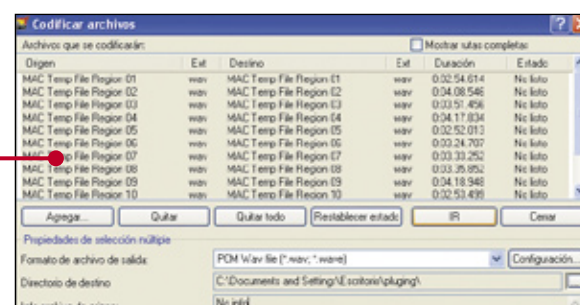 Codificar archivos
Archivos que se codificarán:
Mostrar rutas completas
Origen Ext Destino Ext Duración Estado
MAC Temp File Region 01 wav MAC Temp File Region 01 wav 0:02:54.614 No listo
MAC Temp File Region 02 wav MAC Temp File Region 02 wav 0:04:08.546 No listo
MAC Temp File Region 03 wav MAC Temp File Region 03 wav 0:03:51.456 No listo
MAC Temp File Region 04 wav MAC Temp File Region 04 wav 0:04:17.834 No listo
MAC Temp File Region 05 wav MAC Temp File Region 05 wav 0:02:52.013 No listo
MAC Temp File Region 06 wav MAC Temp File Region 06 wav 0:03:24.707 No listo
MAC Temp File Region 07 wav MAC Temp File Region 07 wav 0:03:33.252 No listo
MAC Temp File Region 08 wav MAC Temp File Region 08 wav 0:03:35.852 No listo
MAC Temp File Region 09 wav MAC Temp File Region 09 wav 0:04:18.948 No listo
MAC Temp File Region 10 wav MAC Temp File Region 10 wav 0:02:53.499 No listo
Agregar... Quitar Quitar todo Restablecer estado IR Cerrar
Propiedades de selección múltiple
Formato de archivo de salida: PCM Wav file (*.wav; *.wave) Configuración...
Directorio de destino C:\Documents and Setting\Escritorio\pluging\